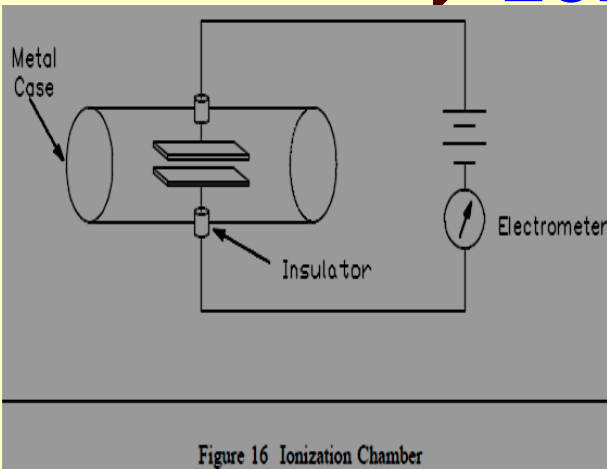 Metal
Case
Electrometer
Insulator
Figure 16 Ionization Chamber